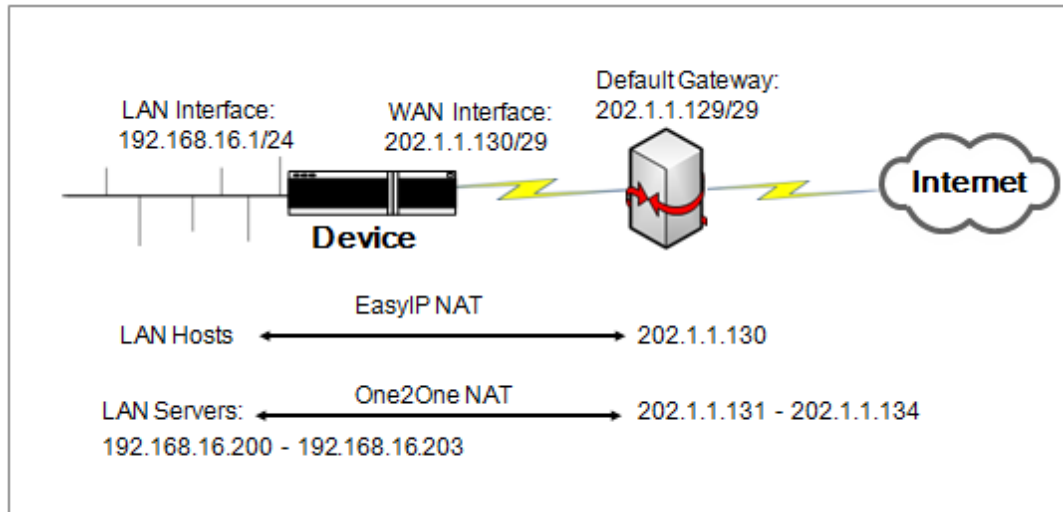 Default Gateway:
202.1.1.129/29
LAN Interface:
192.168.16.1/24
WAN Interface:
202.1.1.130/29
Internet
Device
EasyIP NAT
LAN Hosts
202.1.1.130
One2One NAT
LAN Servers:
202.1.1.131 - 202.1.1.134
192.168.16.200 - 192.168.16.203